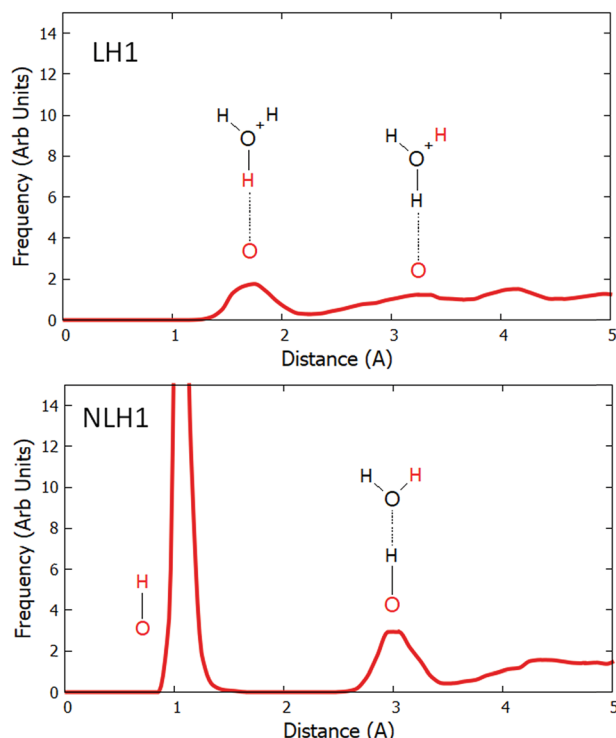 LH1
Frequency (Arb Units)
14
12
10
8
6
4
2
0
H H
O+
H
O
H H
O+
H
O
0 1 2 3 4 5
Distance (A)
NLH1
Frequency (Arb Units)
14
12
10
8
6
4
2
0
H
O
H H
O
H
O
0 1 2 3 4 5
Distance (A)